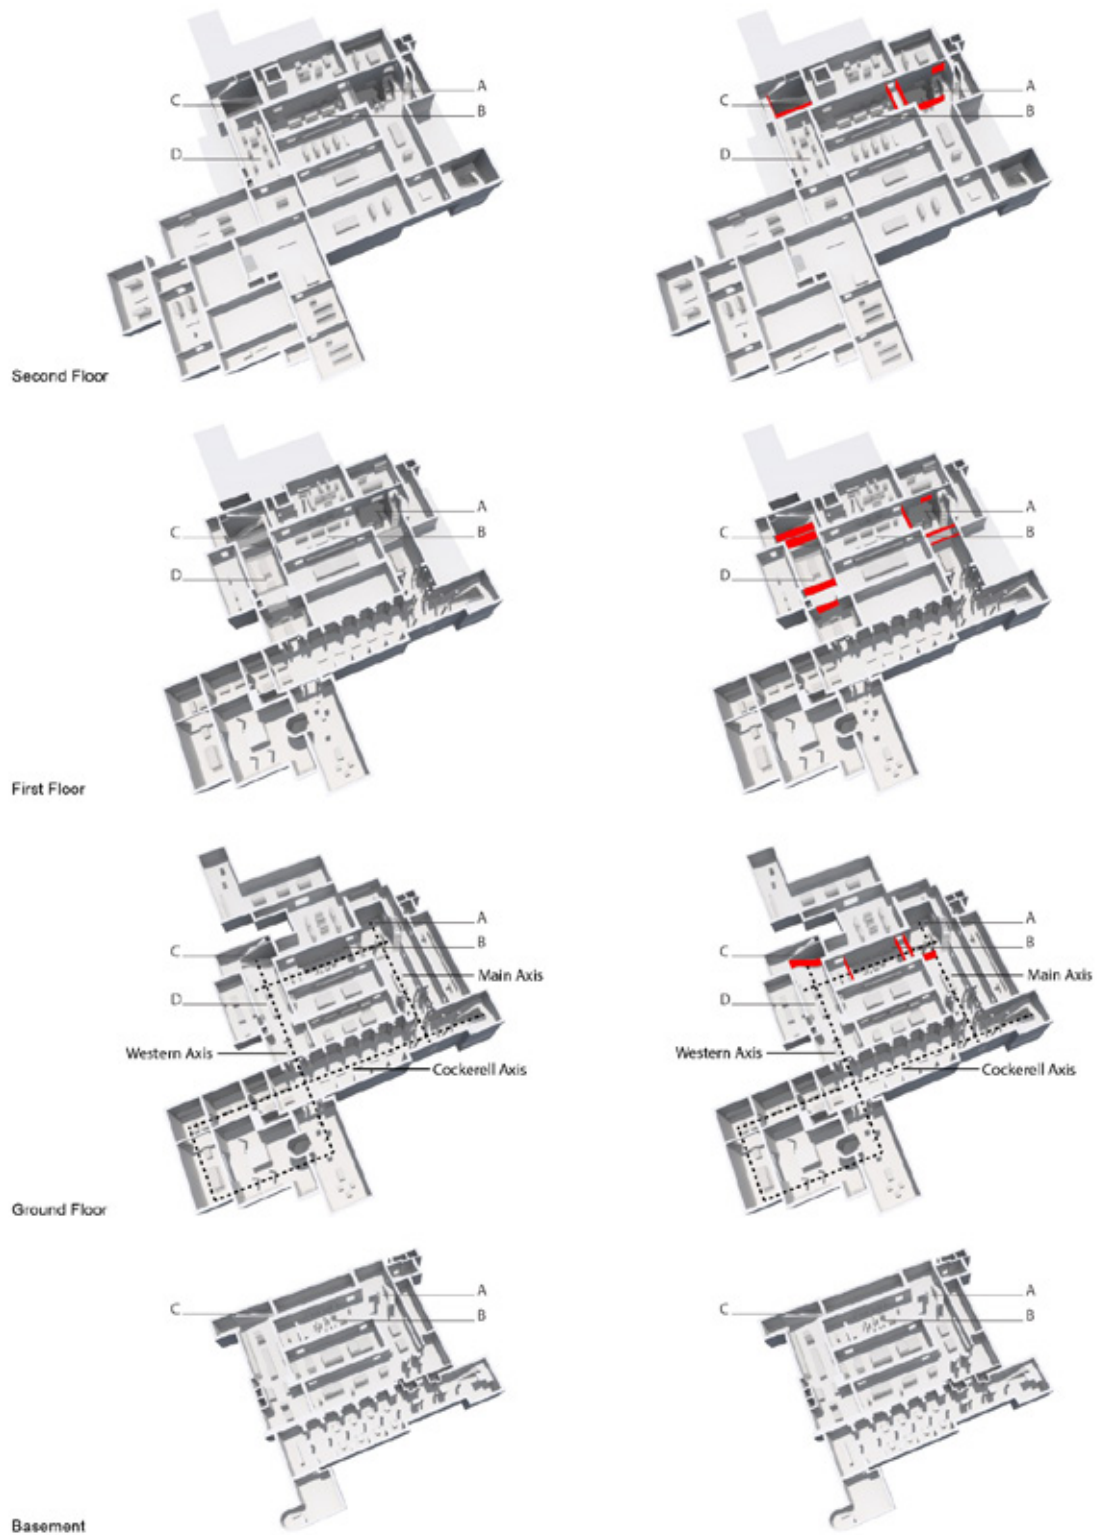 A
A
C
C
B
B
D
D
Second Floor
A
A
C
C
B
B
D
D
First Floor
A
A
C
C
B
B
Main Axis
Main Axis
D
D
Western Axis
Western Axis
Cockerell Axis
Cockerell Axis
Ground Floor
A
A
C
C
B
B
Basement